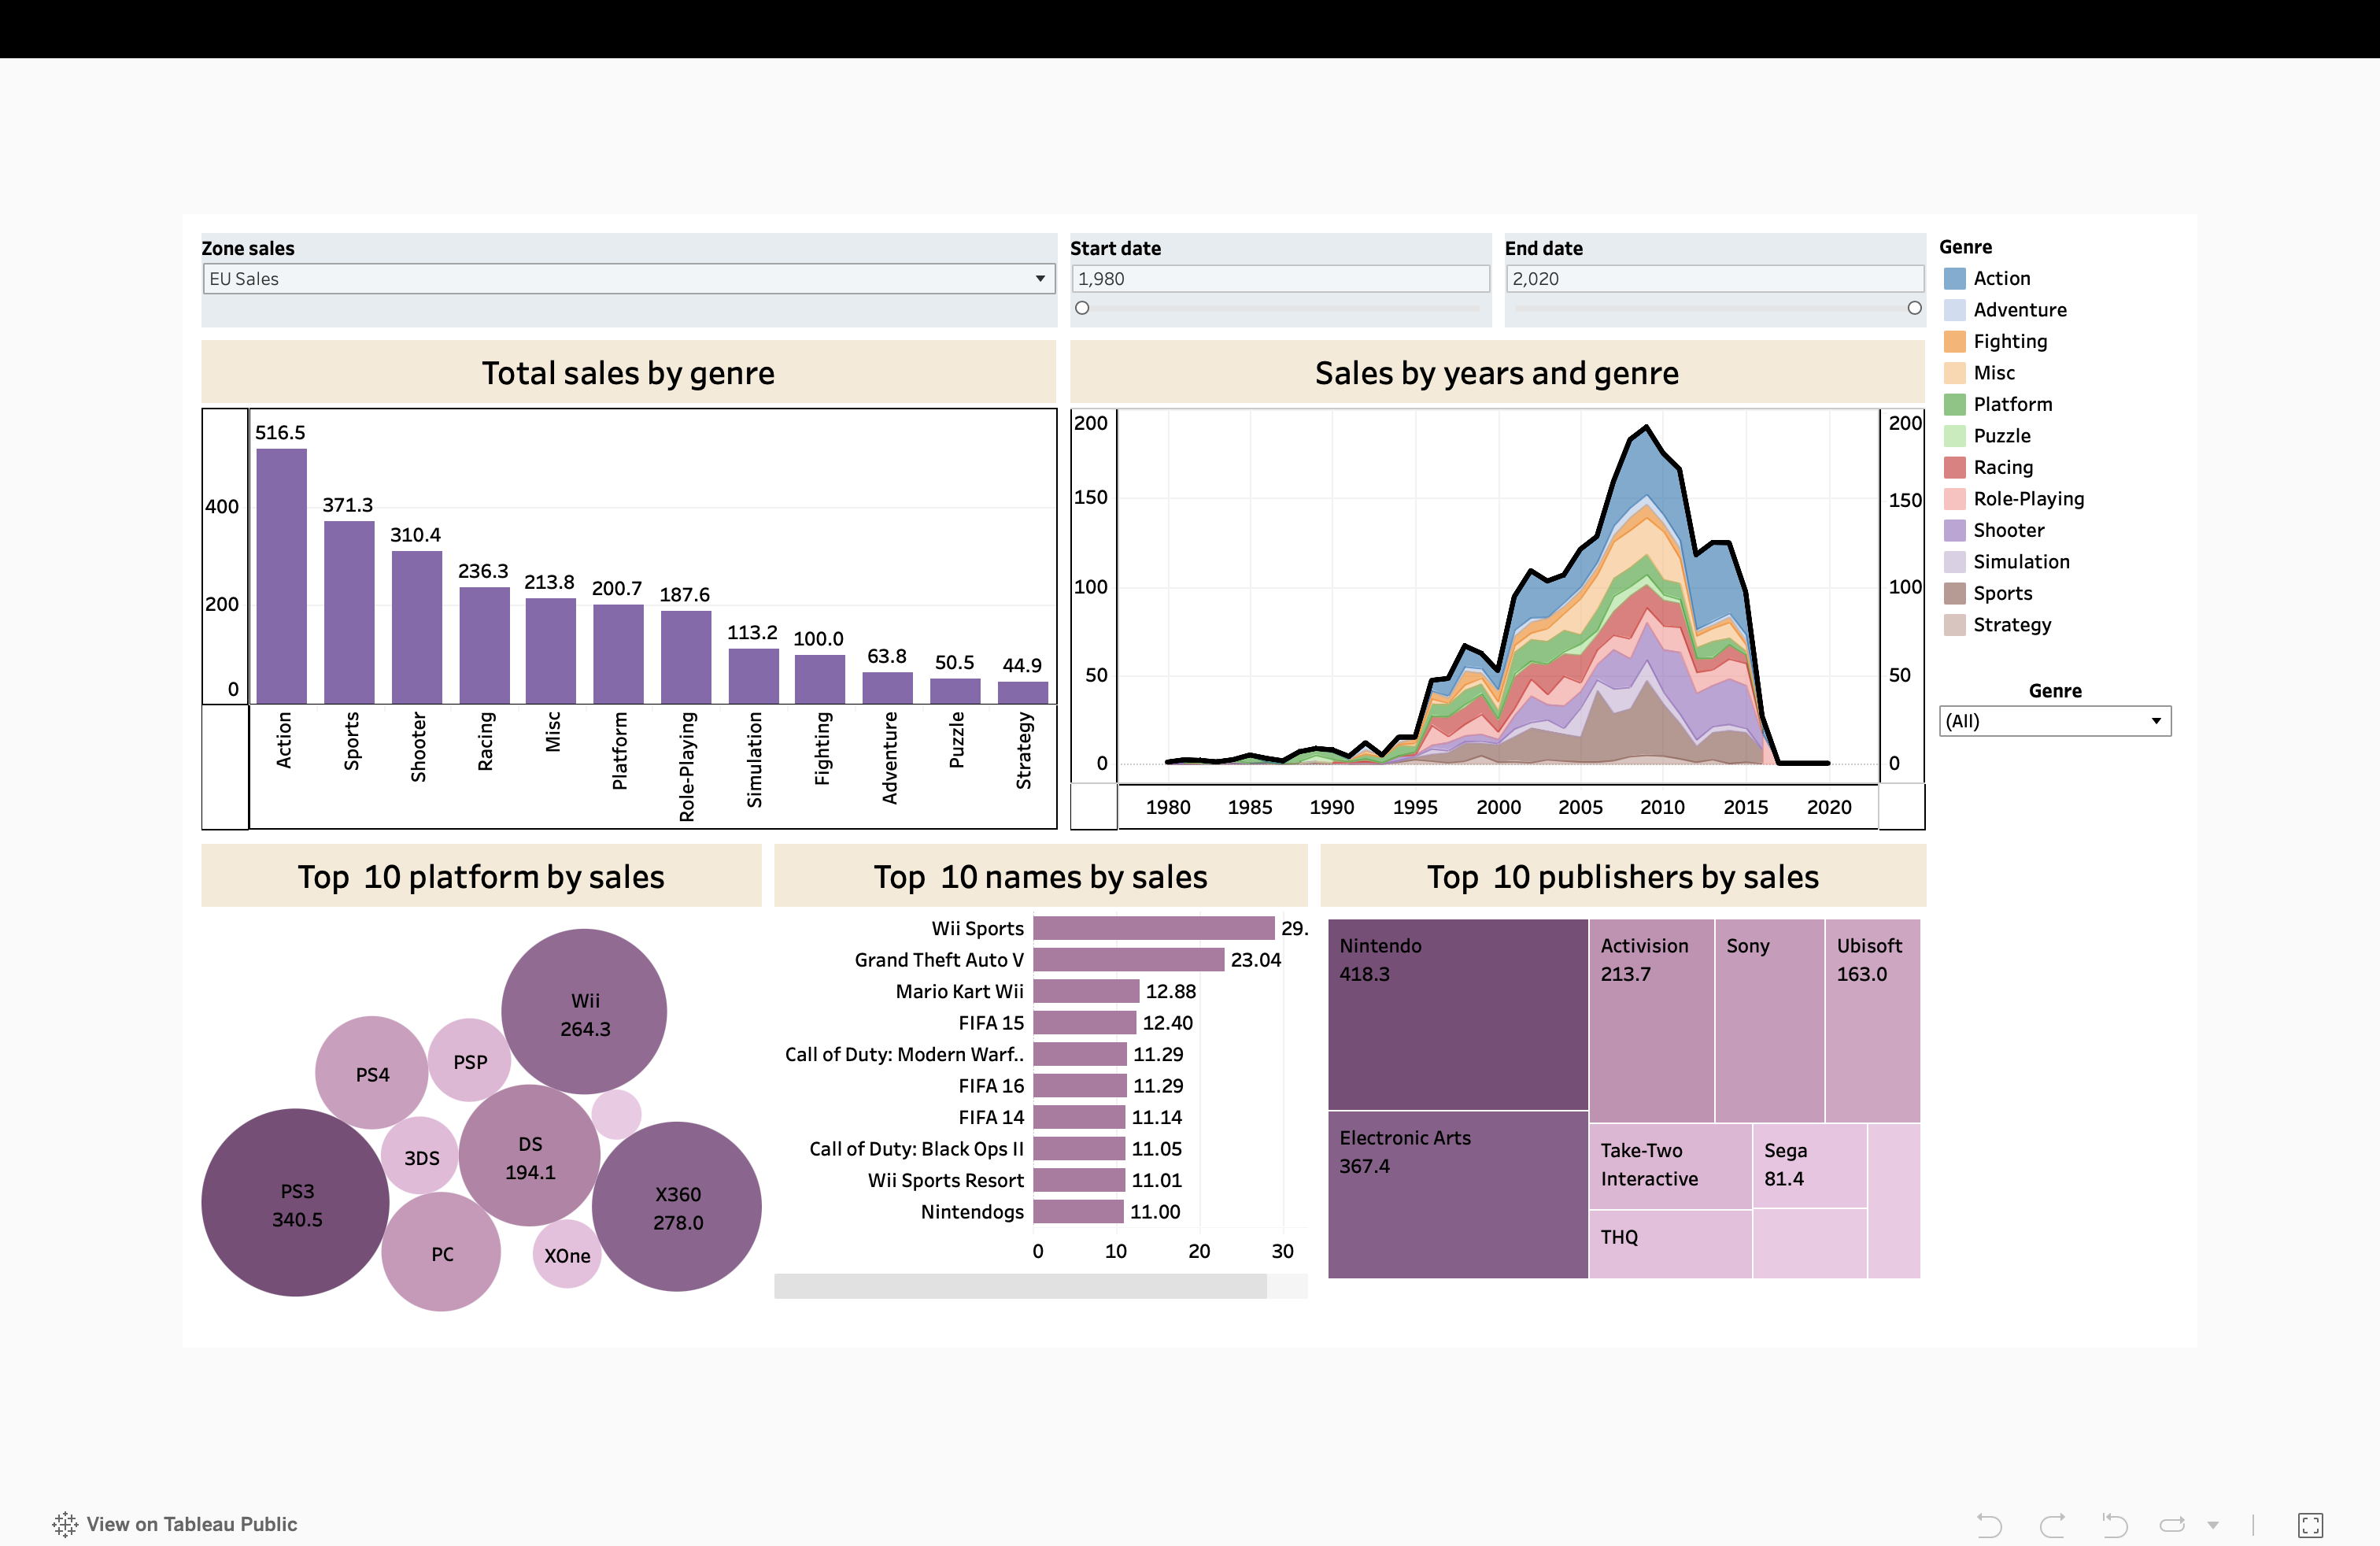 Zone sales
EU Sales
Start date
1,980
End date
2,020
Genre
Action
Adventure
Fighting
Misc
Platform
Puzzle
Racing
Role-Playing
Shooter
Simulation
Sports
Strategy
Genre
(All)
Total sales by genre
516.5
371.3
310.4
236.3
213.8
200.7
187.6
113.2
100.0
63.8
50.5
44.9
400
200
0
Action
Sports
Shooter
Racing
Misc
Platform
Role-Playing
Simulation
Fighting
Adventure
Puzzle
Strategy
Sales by years and genre
200
150
100
50
0
200
150
100
50
0
1980
1985
1990
1995
2000
2005
2010
2015
2020
Top 10 platform by sales
Wii
264.3
PS4
PSP
3DS
DS
194.1
PS3
340.5
X360
278.0
PC
XOne
Top 10 names by sales
Wii Sports 29.
Grand Theft Auto V 23.04
Mario Kart Wii 12.88
FIFA 15 12.40
Call of Duty: Modern Warf.. 11.29
FIFA 16 11.29
FIFA 14 11.14
Call of Duty: Black Ops II 11.05
Wii Sports Resort 11.01
Nintendogs 11.00
0 10 20 30
Top 10 publishers by sales
Nintendo
418.3
Activision
213.7
Sony
Ubisoft
163.0
Electronic Arts
367.4
Take-Two
Interactive
Sega
81.4
THQ
View on Tableau Public